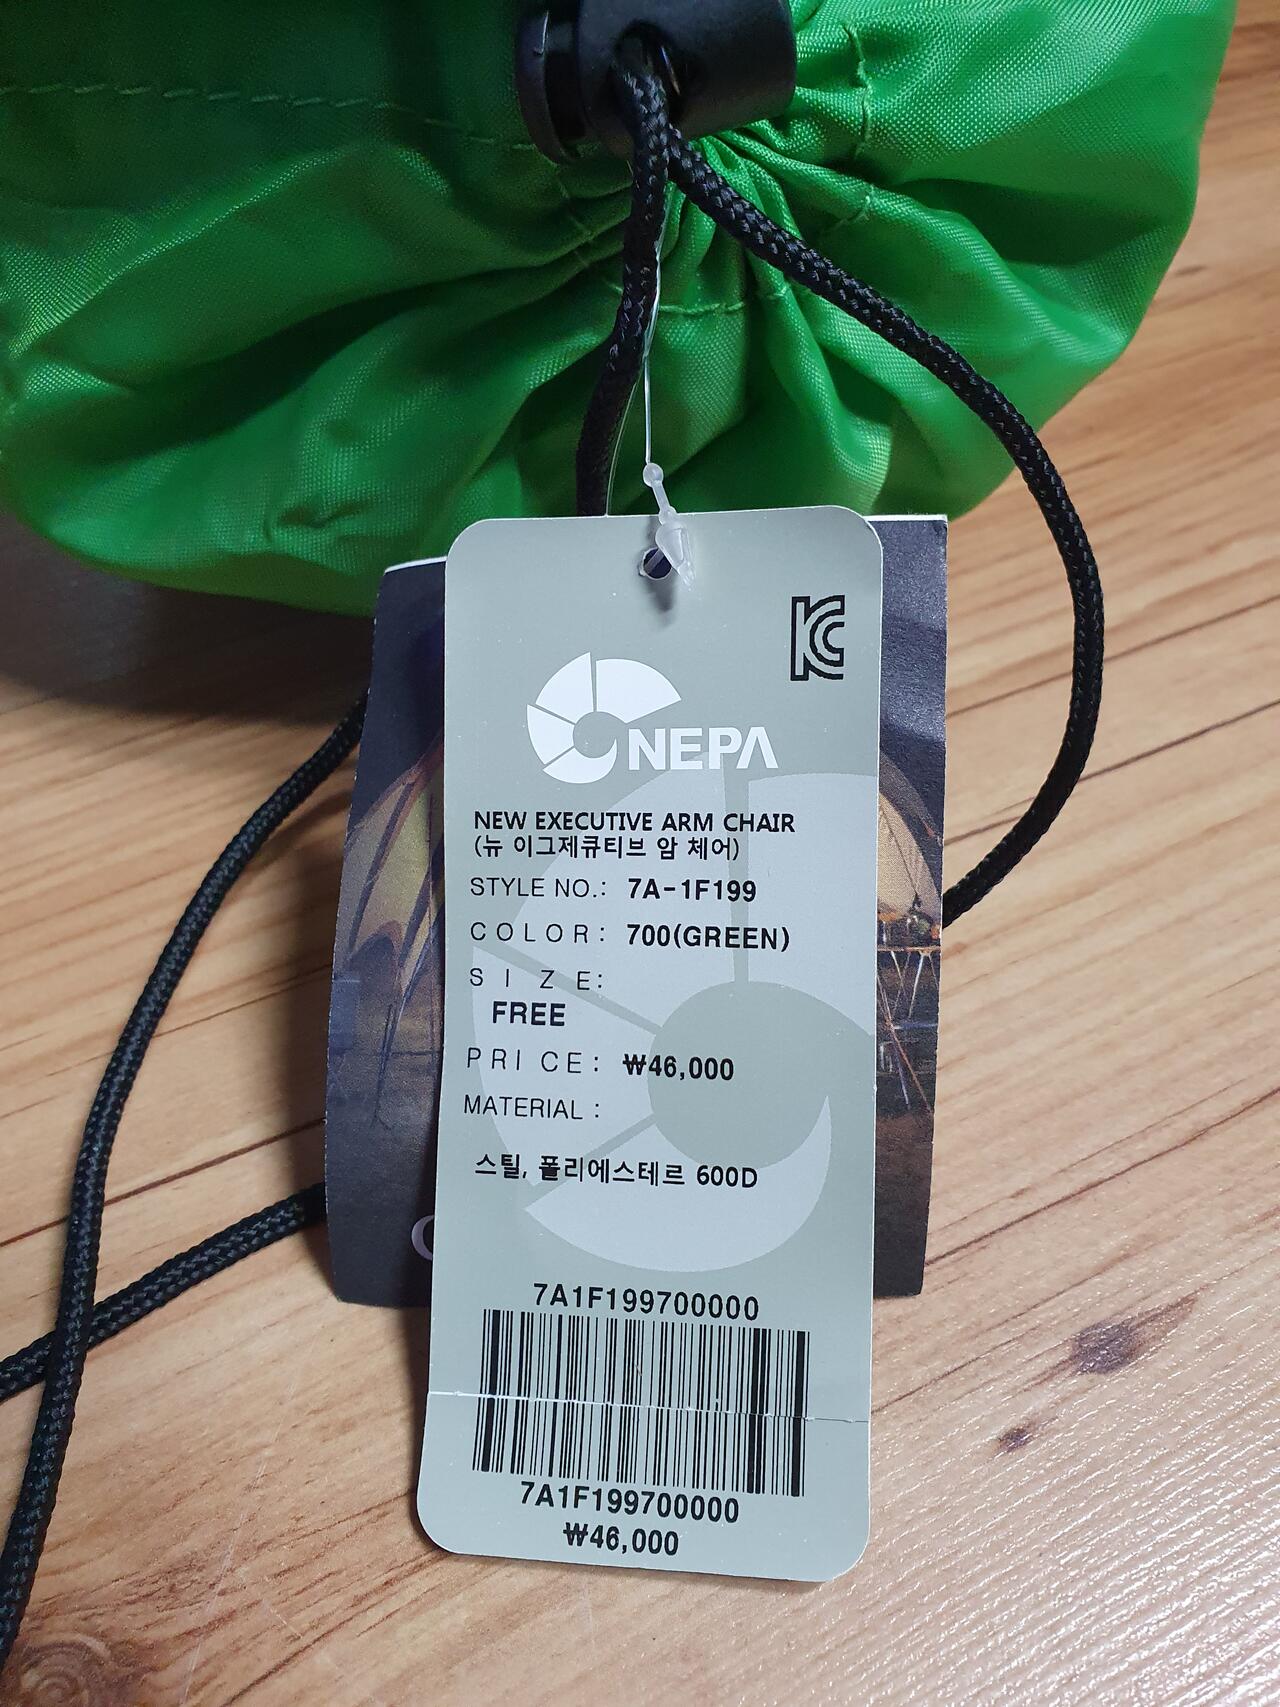 KC
NEPA
NEW EXECUTIVE ARM CHAIR
(뉴 이그제큐티브 암 체어)
STYLE NO.: 7A-1F199
COLOR: 700(GREEN)
SIZE:
FREE
PRICE: ₩46,000
MATERIAL :
스틸, 폴리에스테르 600D
7A1F199700000
7A1F199700000
₩46,000